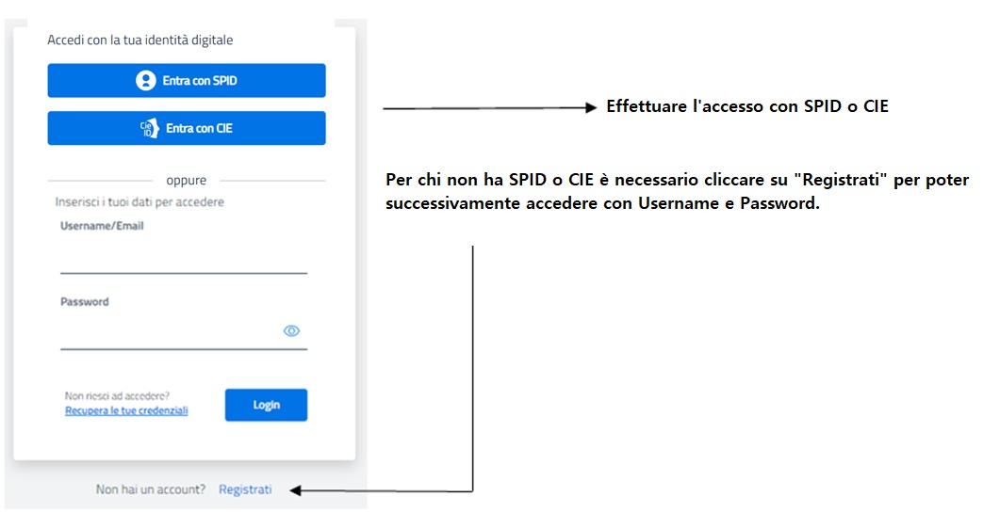 Accedi con la tua identità digitale
Entra con SPID
Cie
ID
Entra con CIE
oppure
Inserisci i tuoi dati per accedere
Username/Email
Password
Non riesci ad accedere?
Recupera le tue credenziali
Login
Non hai un account? Registrati
Effettuare l'accesso con SPID o CIE
Per chi non ha SPID o CIE è necessario cliccare su "Registrati" per poter
successivamente accedere con Username e Password.